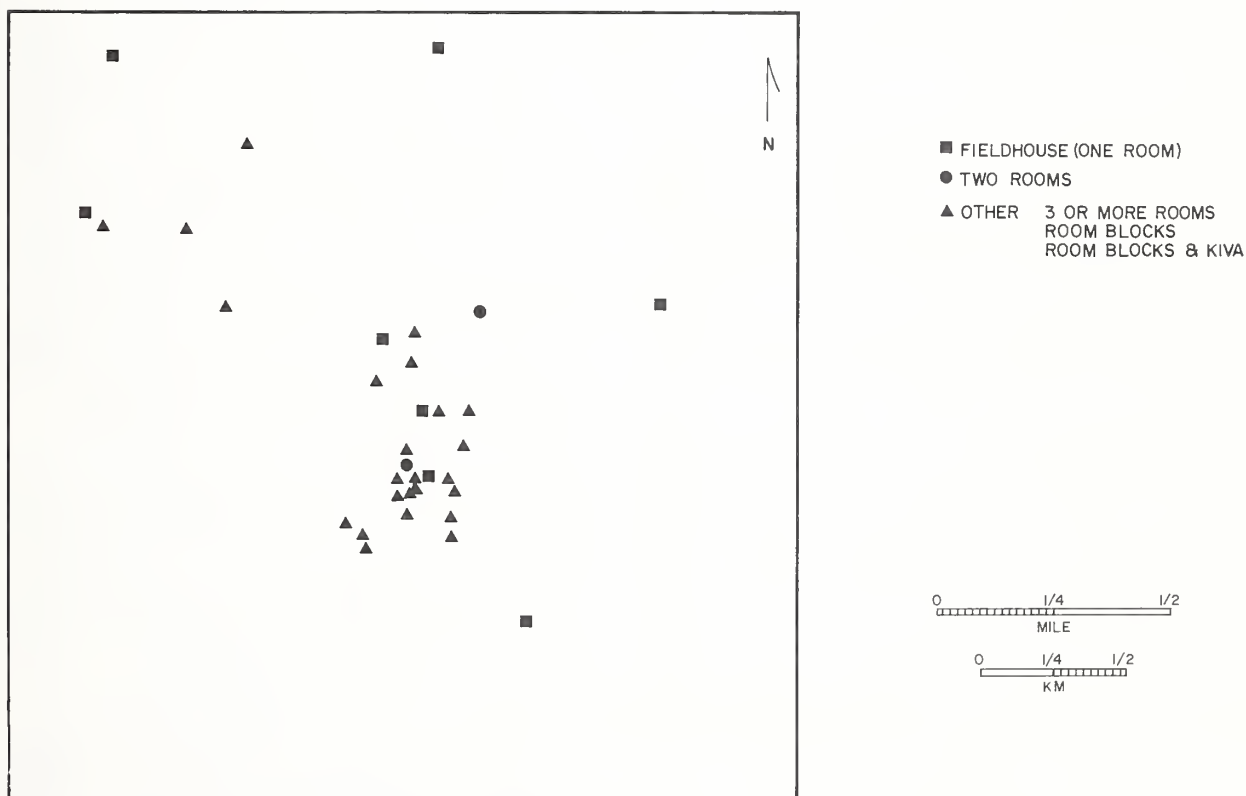 N
FIELDHOUSE (ONE ROOM)
TWO ROOMS
OTHER 3 OR MORE ROOMS
ROOM BLOCKS
ROOM BLOCKS & KIVA
0 1/4 1/2
MILE
0 1/4 1/2
KM